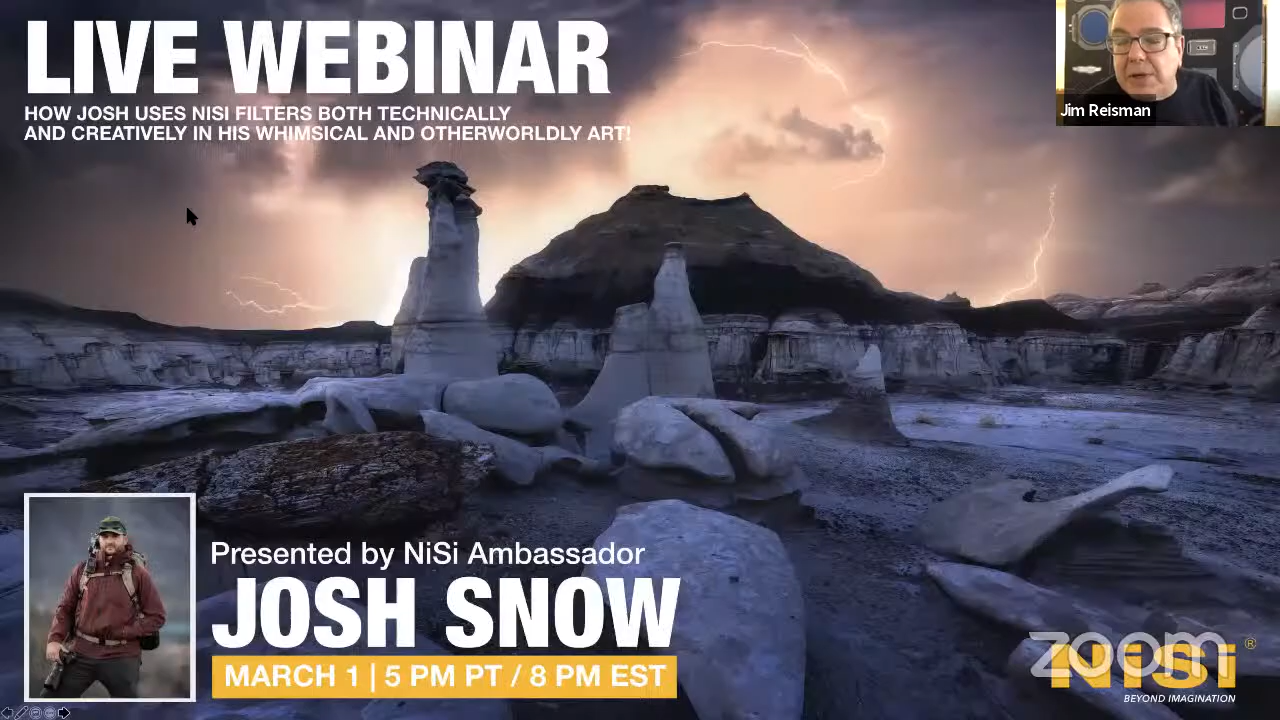 LIVE WEBINAR
HOW JOSH USES NISI FILTERS BOTH TECHNICALLY
AND CREATIVELY IN HIS WHIMSICAL AND OTHERWORLDLY ART!
Jim Reisman
Presented by NiSi Ambassador
JOSH SNOW
MARCH 1 | 5 PM PT / 8 PM EST
zoom
NiSi®
BEYOND IMAGINATION